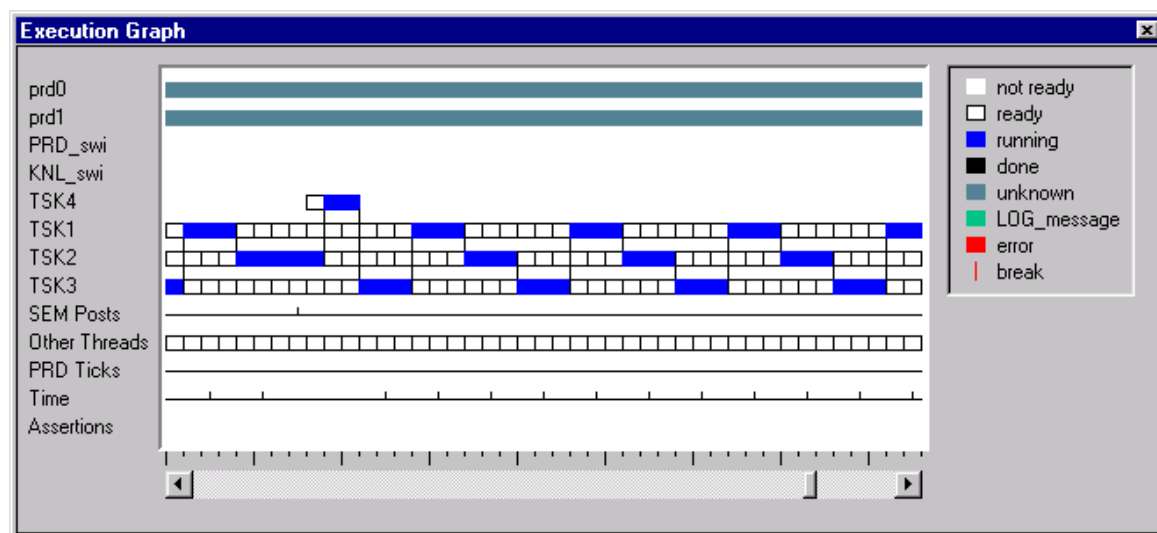 Execution Graph
prd0
prd1
PRD_swi
KNL_swi
TSK4
TSK1
TSK2
TSK3
SEM Posts
Other Threads
PRD Ticks
Time
Assertions
not ready
ready
running
done
unknown
LOG_message
error
break